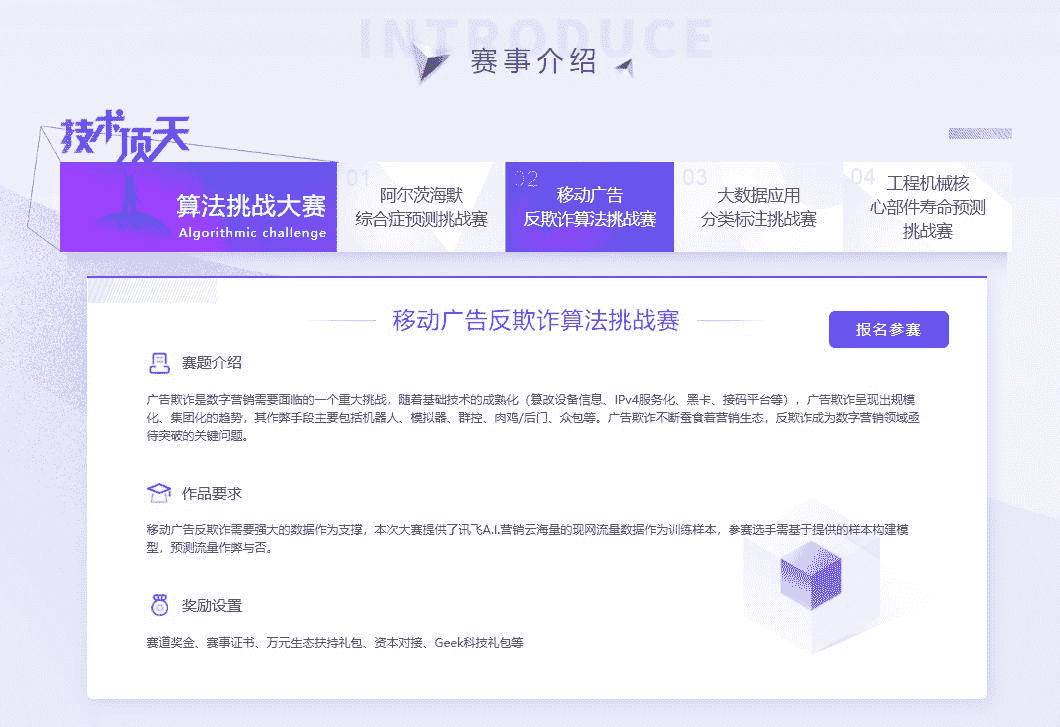 INTRODUCE
赛事介绍
技术顶天
算法挑战大赛
Algorithmic challenge
01
阿尔茨海默
综合症预测挑战赛
02
移动广告
反欺诈算法挑战赛
03
大数据应用
分类标注挑战赛
04
工程机械核
心部件寿命预测
挑战赛
移动广告反欺诈算法挑战赛
报名参赛
赛题介绍
广告欺诈是数字营销需要面临的一个重大挑战，随着基础技术的成熟化（篡改设备信息、IPv4服务化、黑卡、接码平台等），广告欺诈呈现出规模
化、集团化的趋势，其作弊手段主要包括机器人、模拟器、群控、肉鸡/后门、众包等。广告欺诈不断蚕食着营销生态，反欺诈成为数字营销领域亟
待突破的关键问题。
作品要求
移动广告反欺诈需要强大的数据作为支撑，本次大赛提供了讯飞A.I.营销云海量的现网流量数据作为训练样本，参赛选手需基于提供的样本构建模
型，预测流量作弊与否。
奖励设置
赛道奖金、赛事证书、万元生态扶持礼包、资本对接、Geek科技礼包等